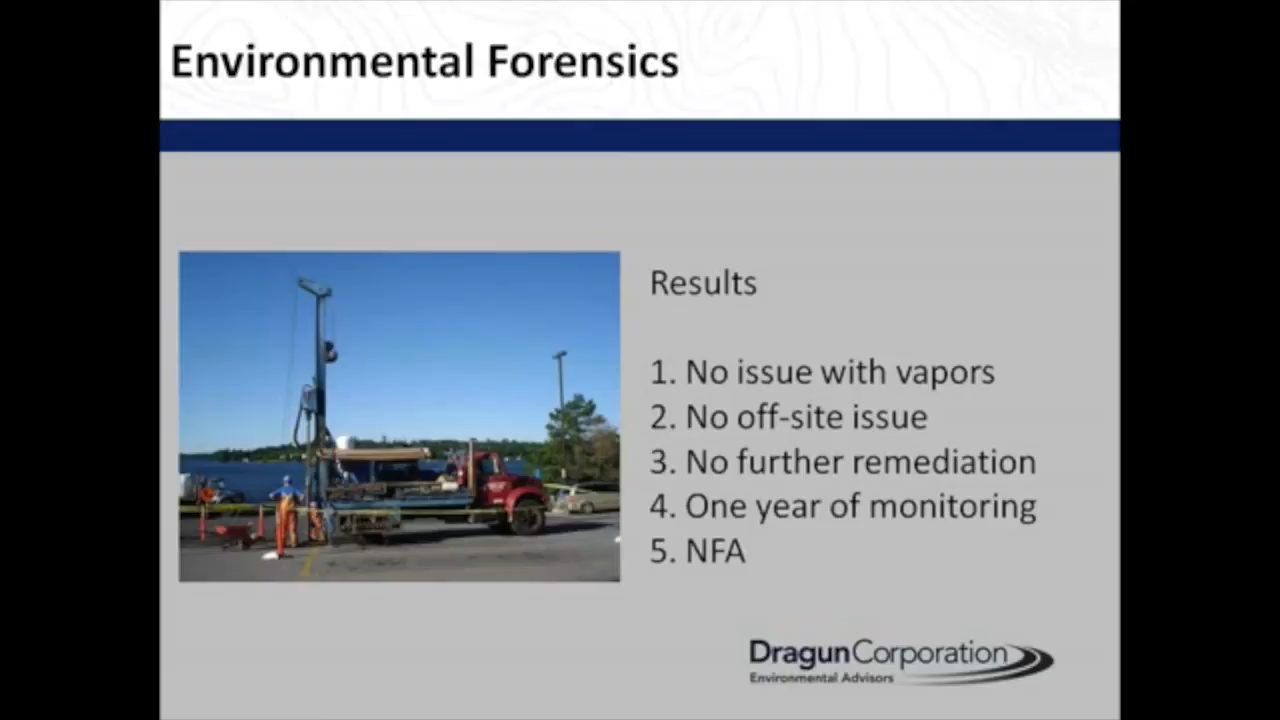 Environmental Forensics
Results
1. No issue with vapors
2. No off-site issue
3. No further remediation
4. One year of monitoring
5. NFA
DragunCorporation
Environmental Advisors